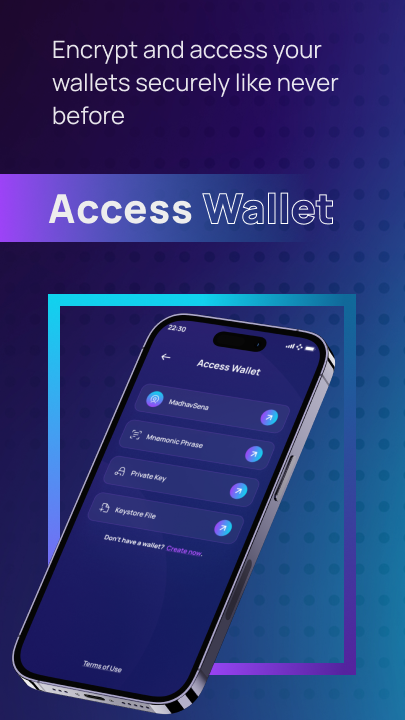 Encrypt and access your
wallets securely like never
before
Access Wallet
22:30
Access Wallet
MadhavSena
Mnemonic Phrase
Private Key
Keystore File
Don't have a wallet? Create now.
Terms of Use